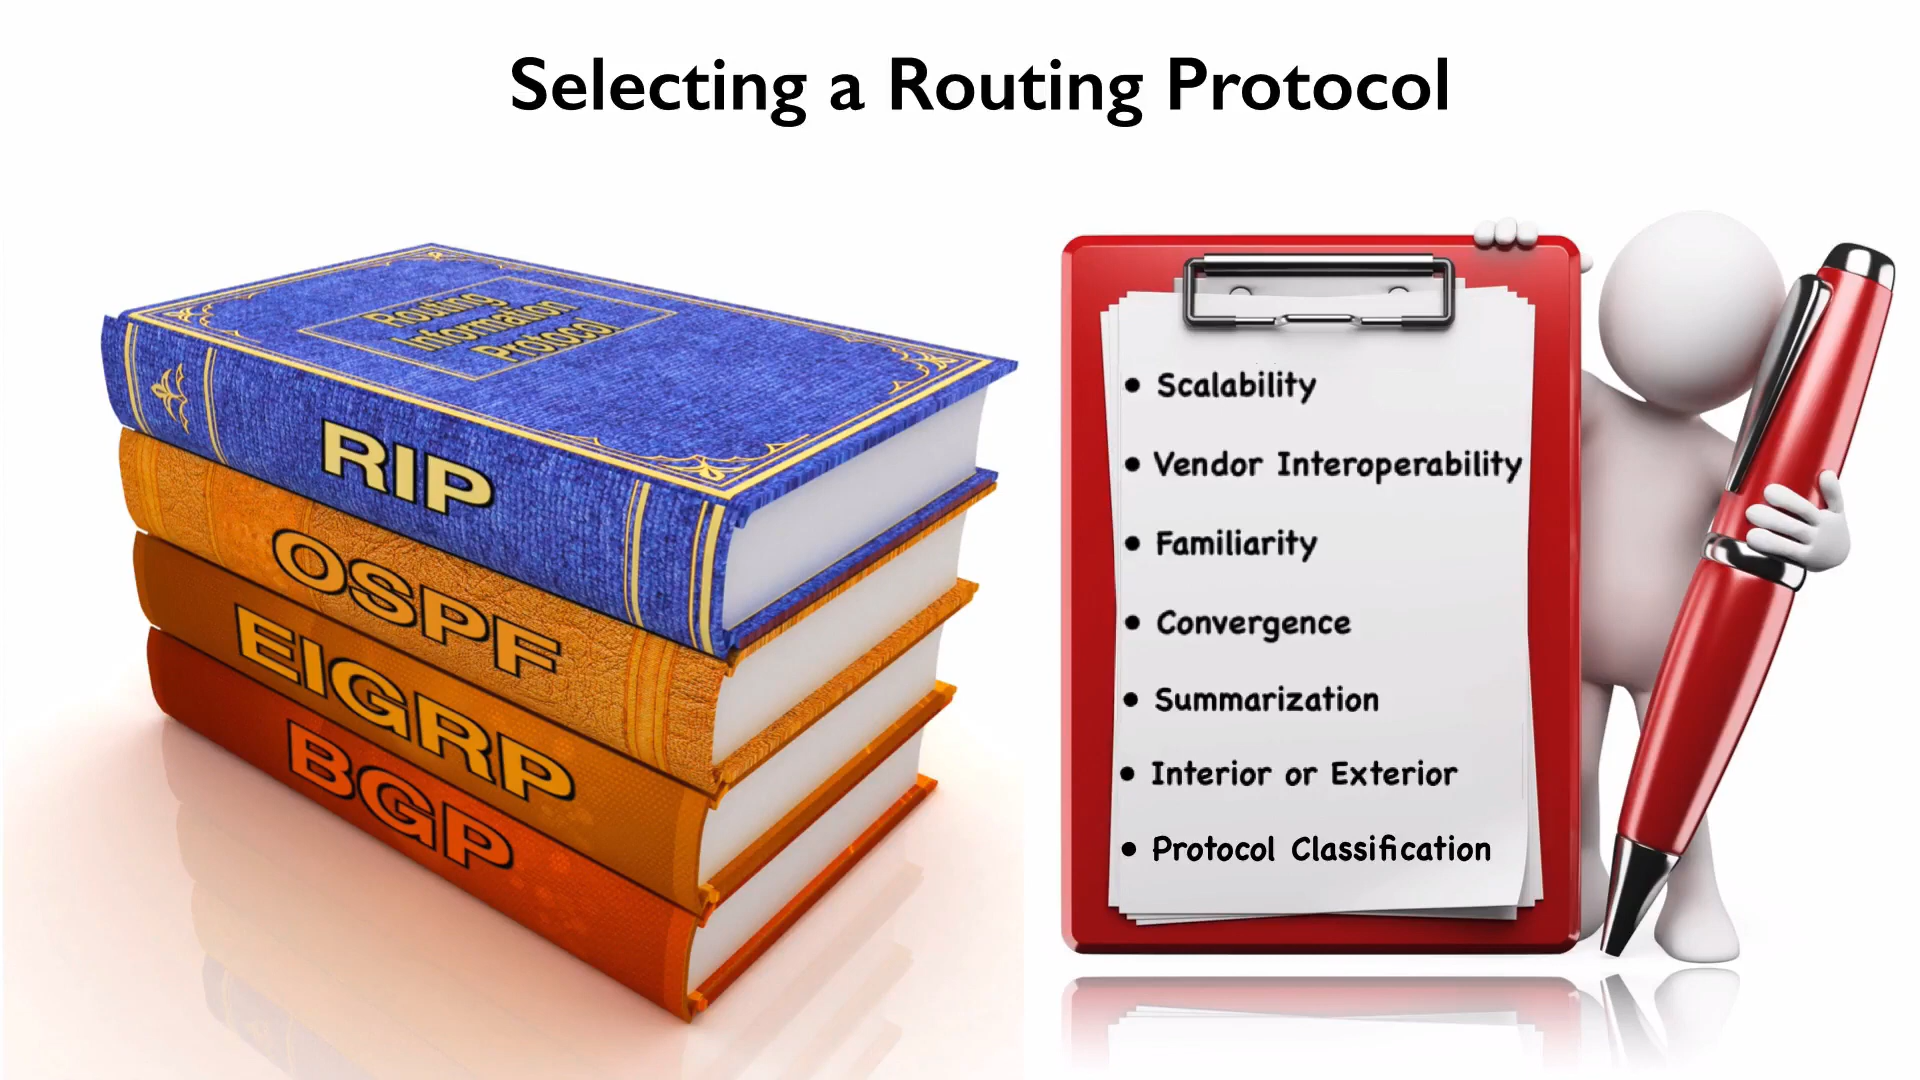 Selecting a Routing Protocol
Routing
Information
Protocol
RIP
OSPF
EIGRP
BGP
• Scalability
• Vendor Interoperability
• Familiarity
• Convergence
• Summarization
• Interior or Exterior
• Protocol Classification